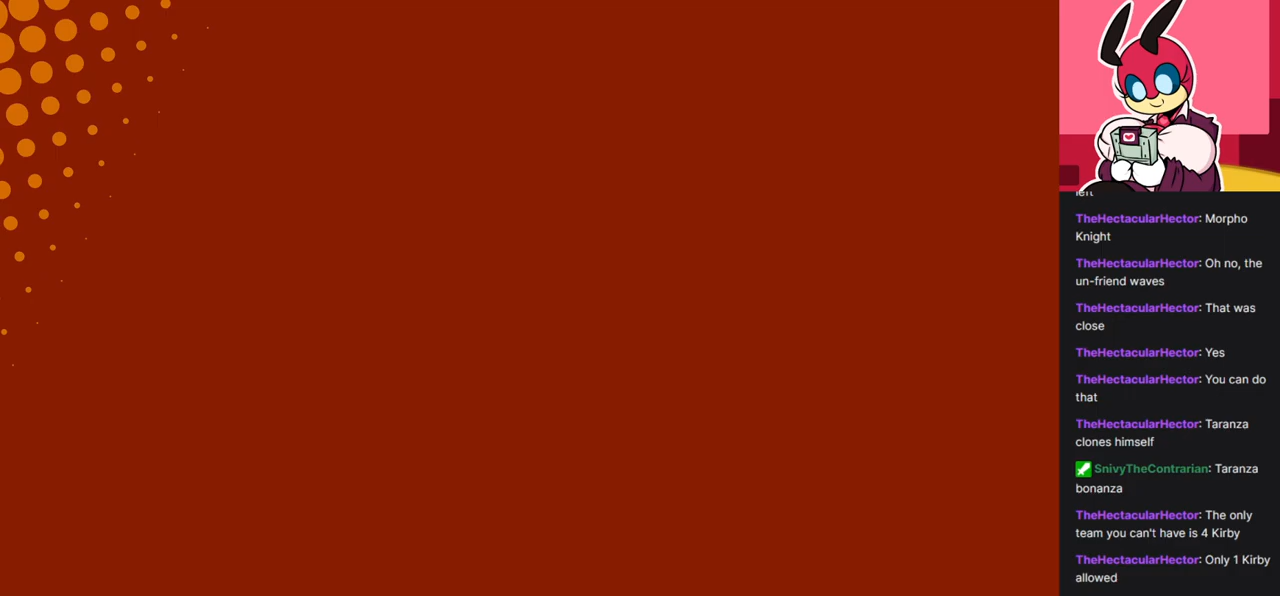 left
TheHectacularHector: Morpho
Knight
TheHectacularHector: Oh no, the
un-friend waves
TheHectacularHector: That was
close
TheHectacularHector: Yes
TheHectacularHector: You can do
that
TheHectacularHector: Taranza
clones himself
SnivyTheContrarian: Taranza
bonanza
TheHectacularHector: The only
team you can't have is 4 Kirby
TheHectacularHector: Only 1 Kirby
allowed